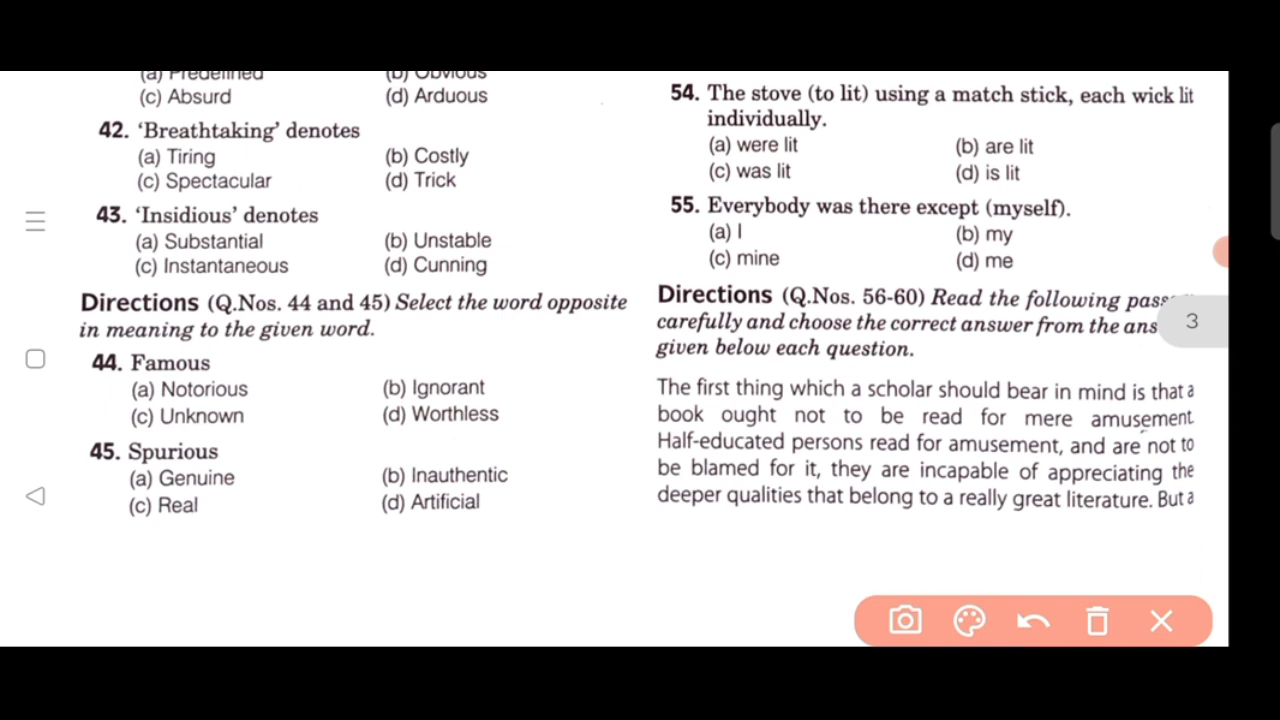 (a) Predefined (b) Obvious
(c) Absurd (d) Arduous
42. ‘Breathtaking’ denotes
(a) Tiring (b) Costly
(c) Spectacular (d) Trick
43. ‘Insidious’ denotes
(a) Substantial (b) Unstable
(c) Instantaneous (d) Cunning
Directions (Q.Nos. 44 and 45) Select the word opposite
in meaning to the given word.
44. Famous
(a) Notorious (b) Ignorant
(c) Unknown (d) Worthless
45. Spurious
(a) Genuine (b) Inauthentic
(c) Real (d) Artificial
54. The stove (to lit) using a match stick, each wick lit
individually.
(a) were lit (b) are lit
(c) was lit (d) is lit
55. Everybody was there except (myself).
(a) I (b) my
(c) mine (d) me
Directions (Q.Nos. 56-60) Read the following
carefully and choose the correct answer from the
given below each question.
The first thing which a scholar should bear in mind is that a
book ought not to be read for mere amusement.
Half-educated persons read for amusement, and are not to
be blamed for it, they are incapable of appreciating the
deeper qualities that belong to a really great literature. But a
3